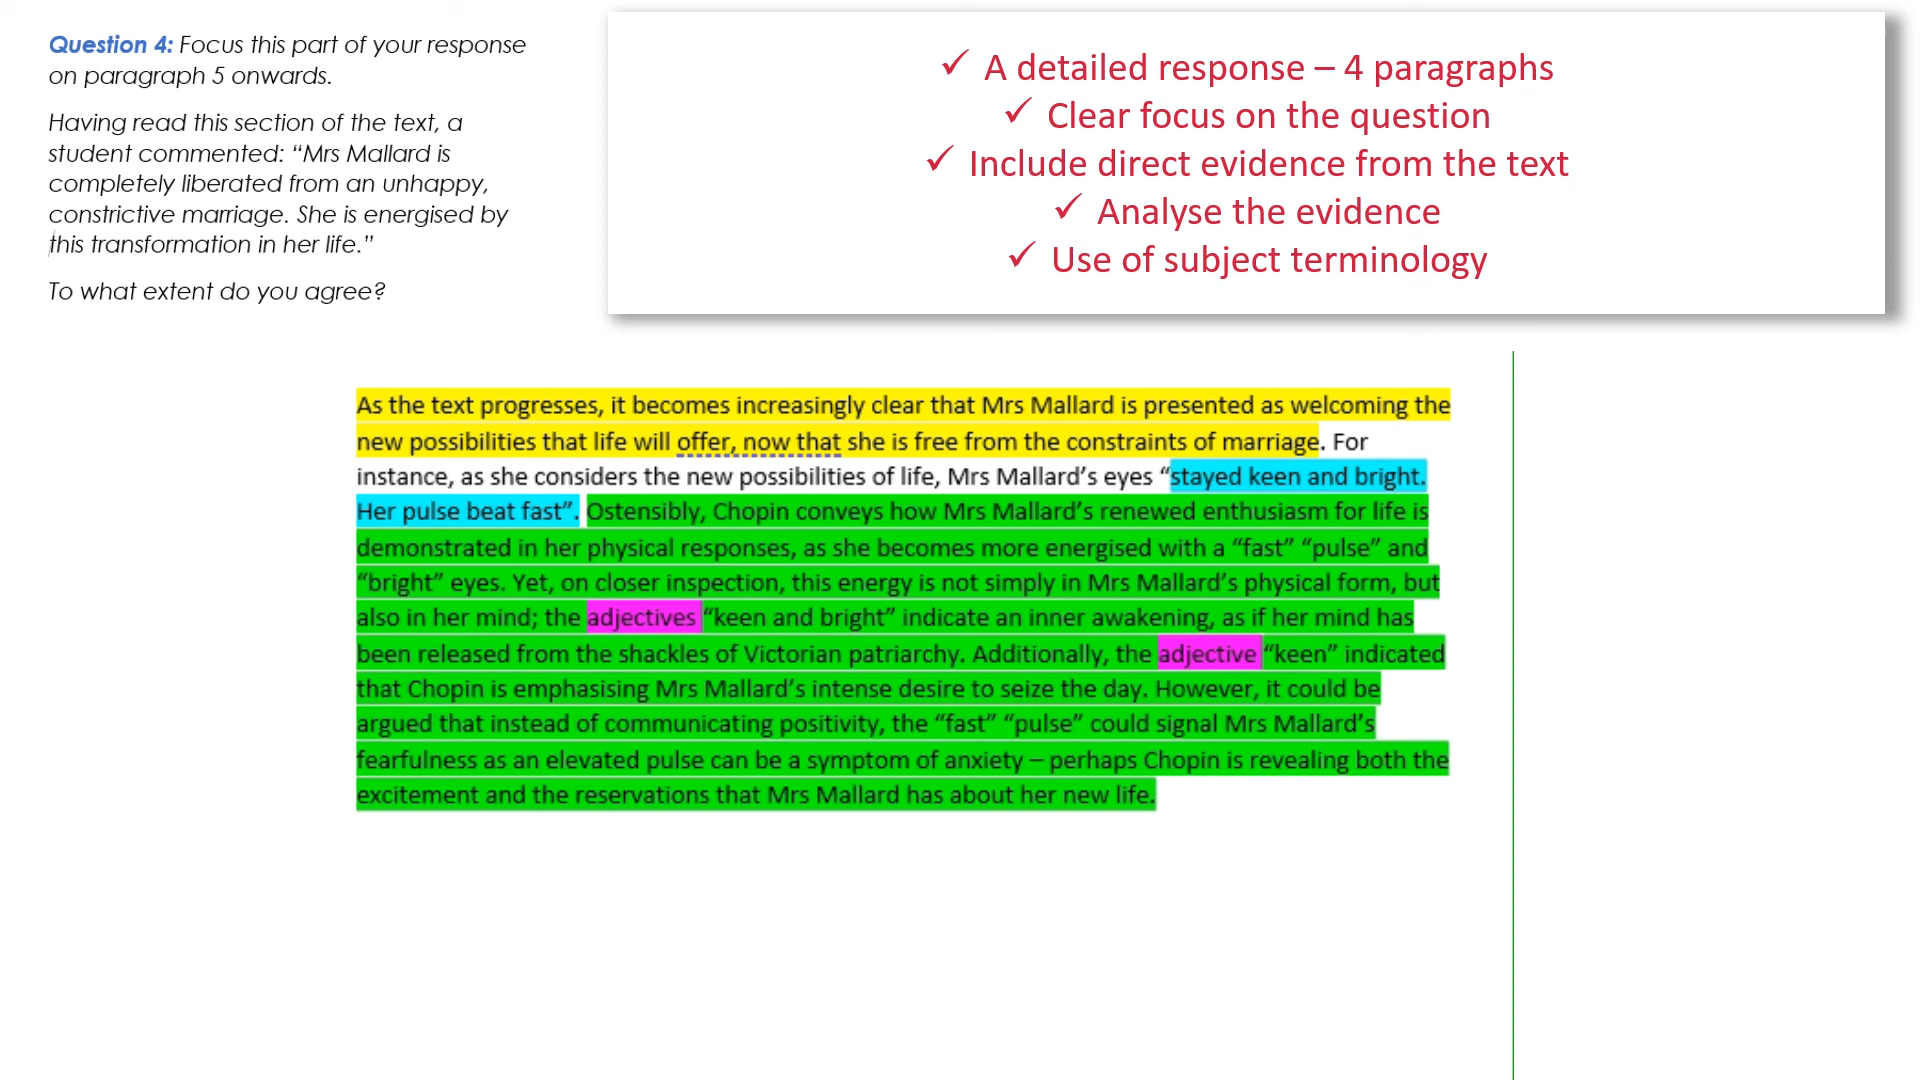 Question 4: Focus this part of your response
on paragraph 5 onwards.
Having read this section of the text, a
student commented: “Mrs Mallard is
completely liberated from an unhappy,
constrictive marriage. She is energised by
this transformation in her life.”
To what extent do you agree?
✓ A detailed response – 4 paragraphs
✓ Clear focus on the question
✓ Include direct evidence from the text
✓ Analyse the evidence
✓ Use of subject terminology
As the text progresses, it becomes increasingly clear that Mrs Mallard is presented as welcoming the
new possibilities that life will offer, now that she is free from the constraints of marriage. For
instance, as she considers the new possibilities of life, Mrs Mallard’s eyes “stayed keen and bright.
Her pulse beat fast”. Ostensibly, Chopin conveys how Mrs Mallard’s renewed enthusiasm for life is
demonstrated in her physical responses, as she becomes more energised with a “fast” “pulse” and
“bright” eyes. Yet, on closer inspection, this energy is not simply in Mrs Mallard’s physical form, but
also in her mind; the adjectives “keen and bright” indicate an inner awakening, as if her mind has
been released from the shackles of Victorian patriarchy. Additionally, the adjective “keen” indicated
that Chopin is emphasising Mrs Mallard’s intense desire to seize the day. However, it could be
argued that instead of communicating positivity, the “fast” “pulse” could signal Mrs Mallard’s
fearfulness as an elevated pulse can be a symptom of anxiety – perhaps Chopin is revealing both the
excitement and the reservations that Mrs Mallard has about her new life.